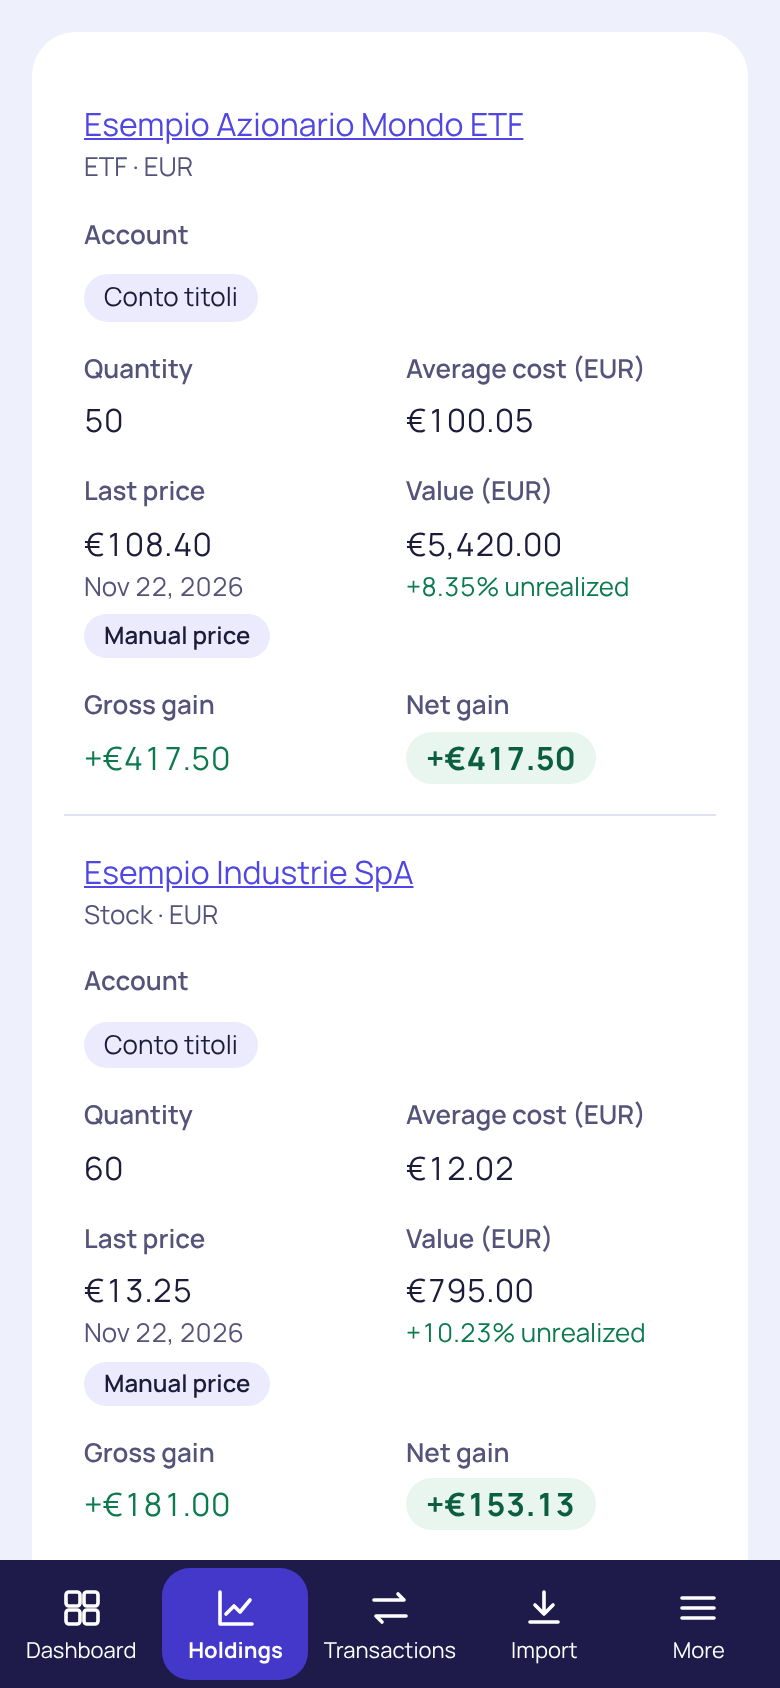 Esempio Azionario Mondo ETF
ETF · EUR
Account
Conto titoli
Quantity
Average cost (EUR)
50
€100.05
Last price
Value (EUR)
€108.40
€5,420.00
Nov 22, 2026
+8.35% unrealized
Manual price
Gross gain
Net gain
+€417.50
+€417.50
Esempio Industrie SpA
Stock · EUR
Account
Conto titoli
Quantity
Average cost (EUR)
60
€12.02
Last price
Value (EUR)
€13.25
€795.00
Nov 22, 2026
+10.23% unrealized
Manual price
Gross gain
Net gain
+€181.00
+€153.13
Dashboard
Holdings
Transactions
Import
More